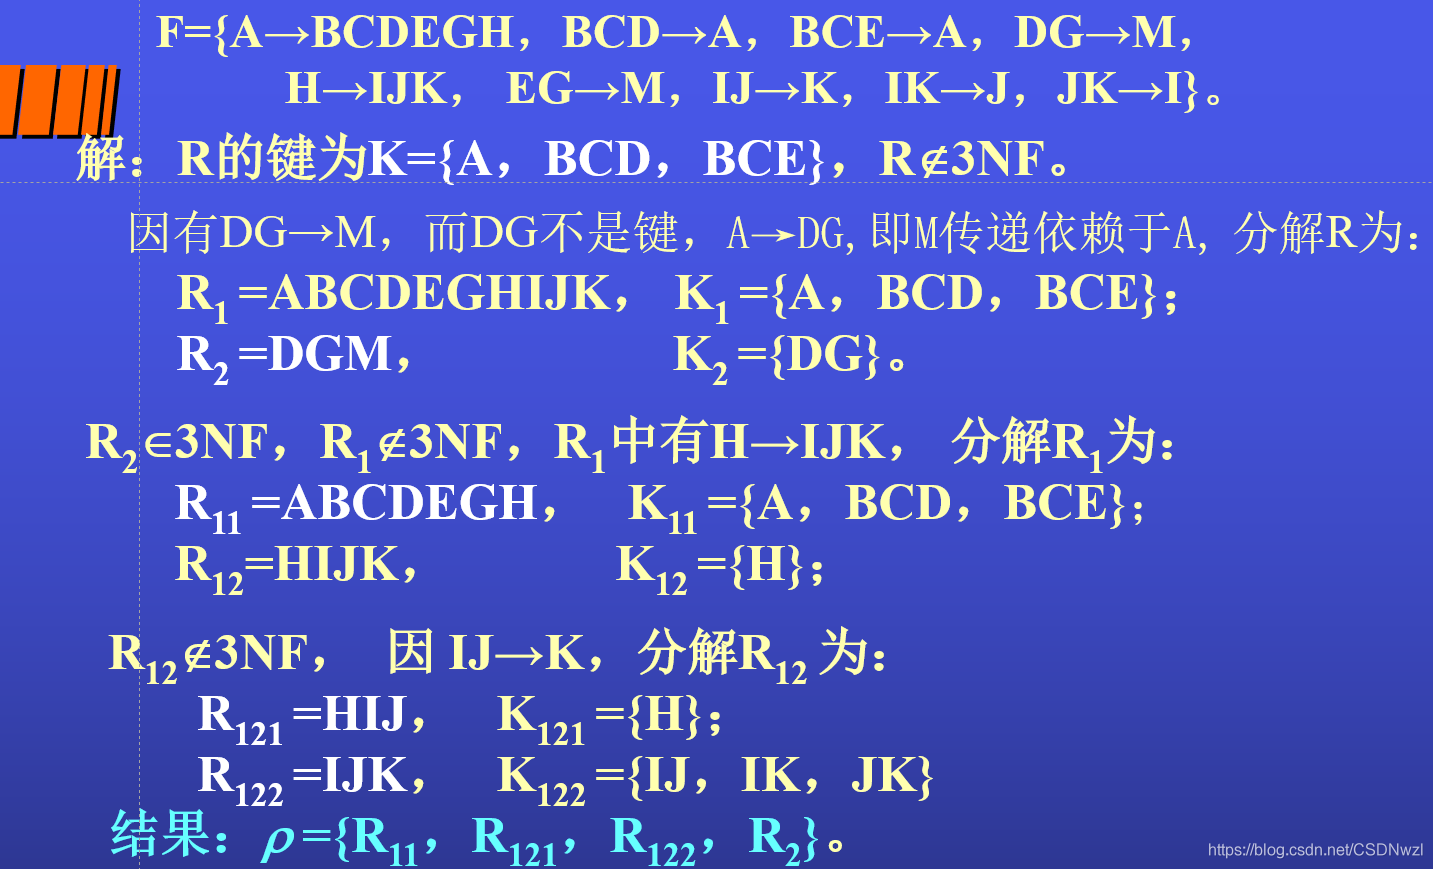 F={A→BCDEGH，BCD→A，BCE→A，DG→M，
H→IJK， EG→M，IJ→K，IK→J，JK→I}。
解：R的键为K={A，BCD，BCE}，R∉3NF。
因有DG→M，而DG不是键，A→DG,即M传递依赖于A, 分解R为：
R1 =ABCDEGHIJK， K1 ={A，BCD，BCE}；
R2 =DGM， K2 ={DG}。
R2∈3NF，R1∉3NF，R1中有H→IJK， 分解R1为：
R11 =ABCDEGH， K11 ={A，BCD，BCE}；
R12=HIJK， K12 ={H}；
R12∉3NF， 因 IJ→K，分解R12 为：
R121 =HIJ， K121 ={H}；
R122 =IJK， K122 ={IJ，IK，JK}
结果：ρ={R11，R121，R122，R2}。
https://blog.csdn.net/CSDNwzl